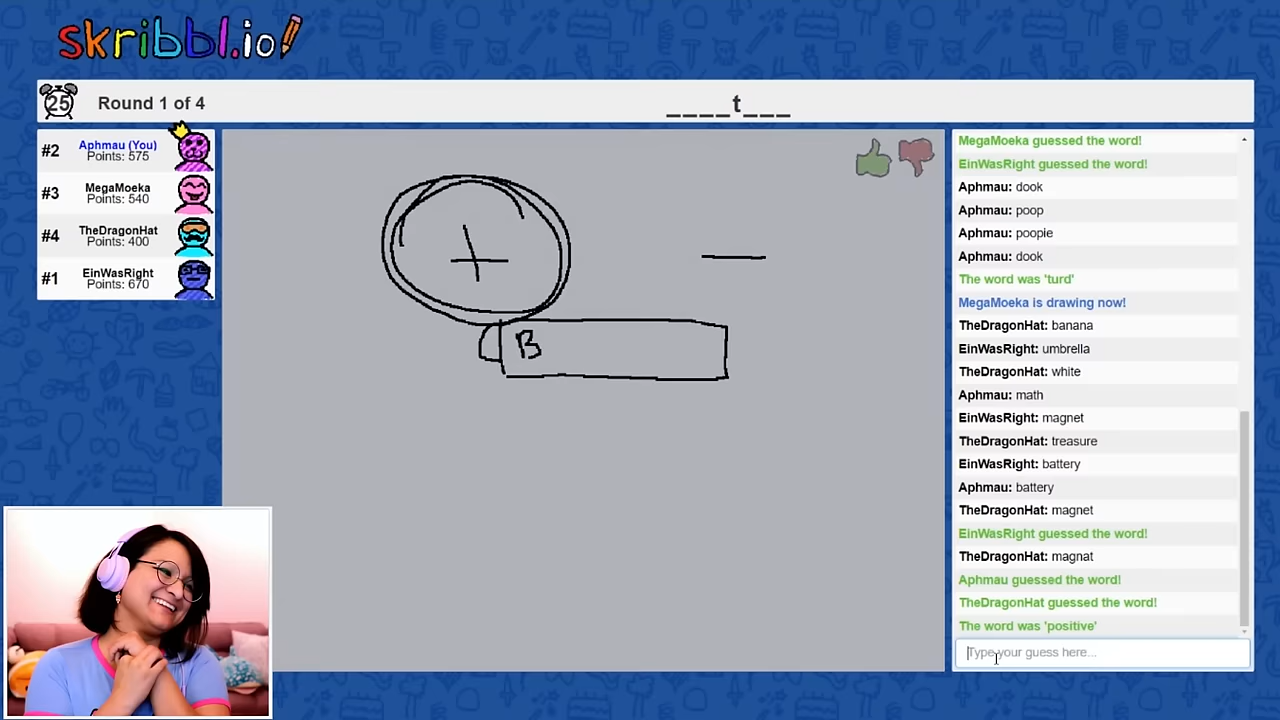 skribbl.io!
25
Round 1 of 4
____t___
#2
Aphmau (You)
Points: 575
#3
MegaMoeka
Points: 540
#4
TheDragonHat
Points: 400
#1
EinWasRight
Points: 670
+
B
MegaMoeka guessed the word!
EinWasRight guessed the word!
Aphmau: dook
Aphmau: poop
Aphmau: poopie
Aphmau: dook
The word was 'turd'
MegaMoeka is drawing now!
TheDragonHat: banana
EinWasRight: umbrella
TheDragonHat: white
Aphmau: math
EinWasRight: magnet
TheDragonHat: treasure
EinWasRight: battery
Aphmau: battery
TheDragonHat: magnet
EinWasRight guessed the word!
TheDragonHat: magnat
Aphmau guessed the word!
TheDragonHat guessed the word!
The word was 'positive'
Type your guess here...